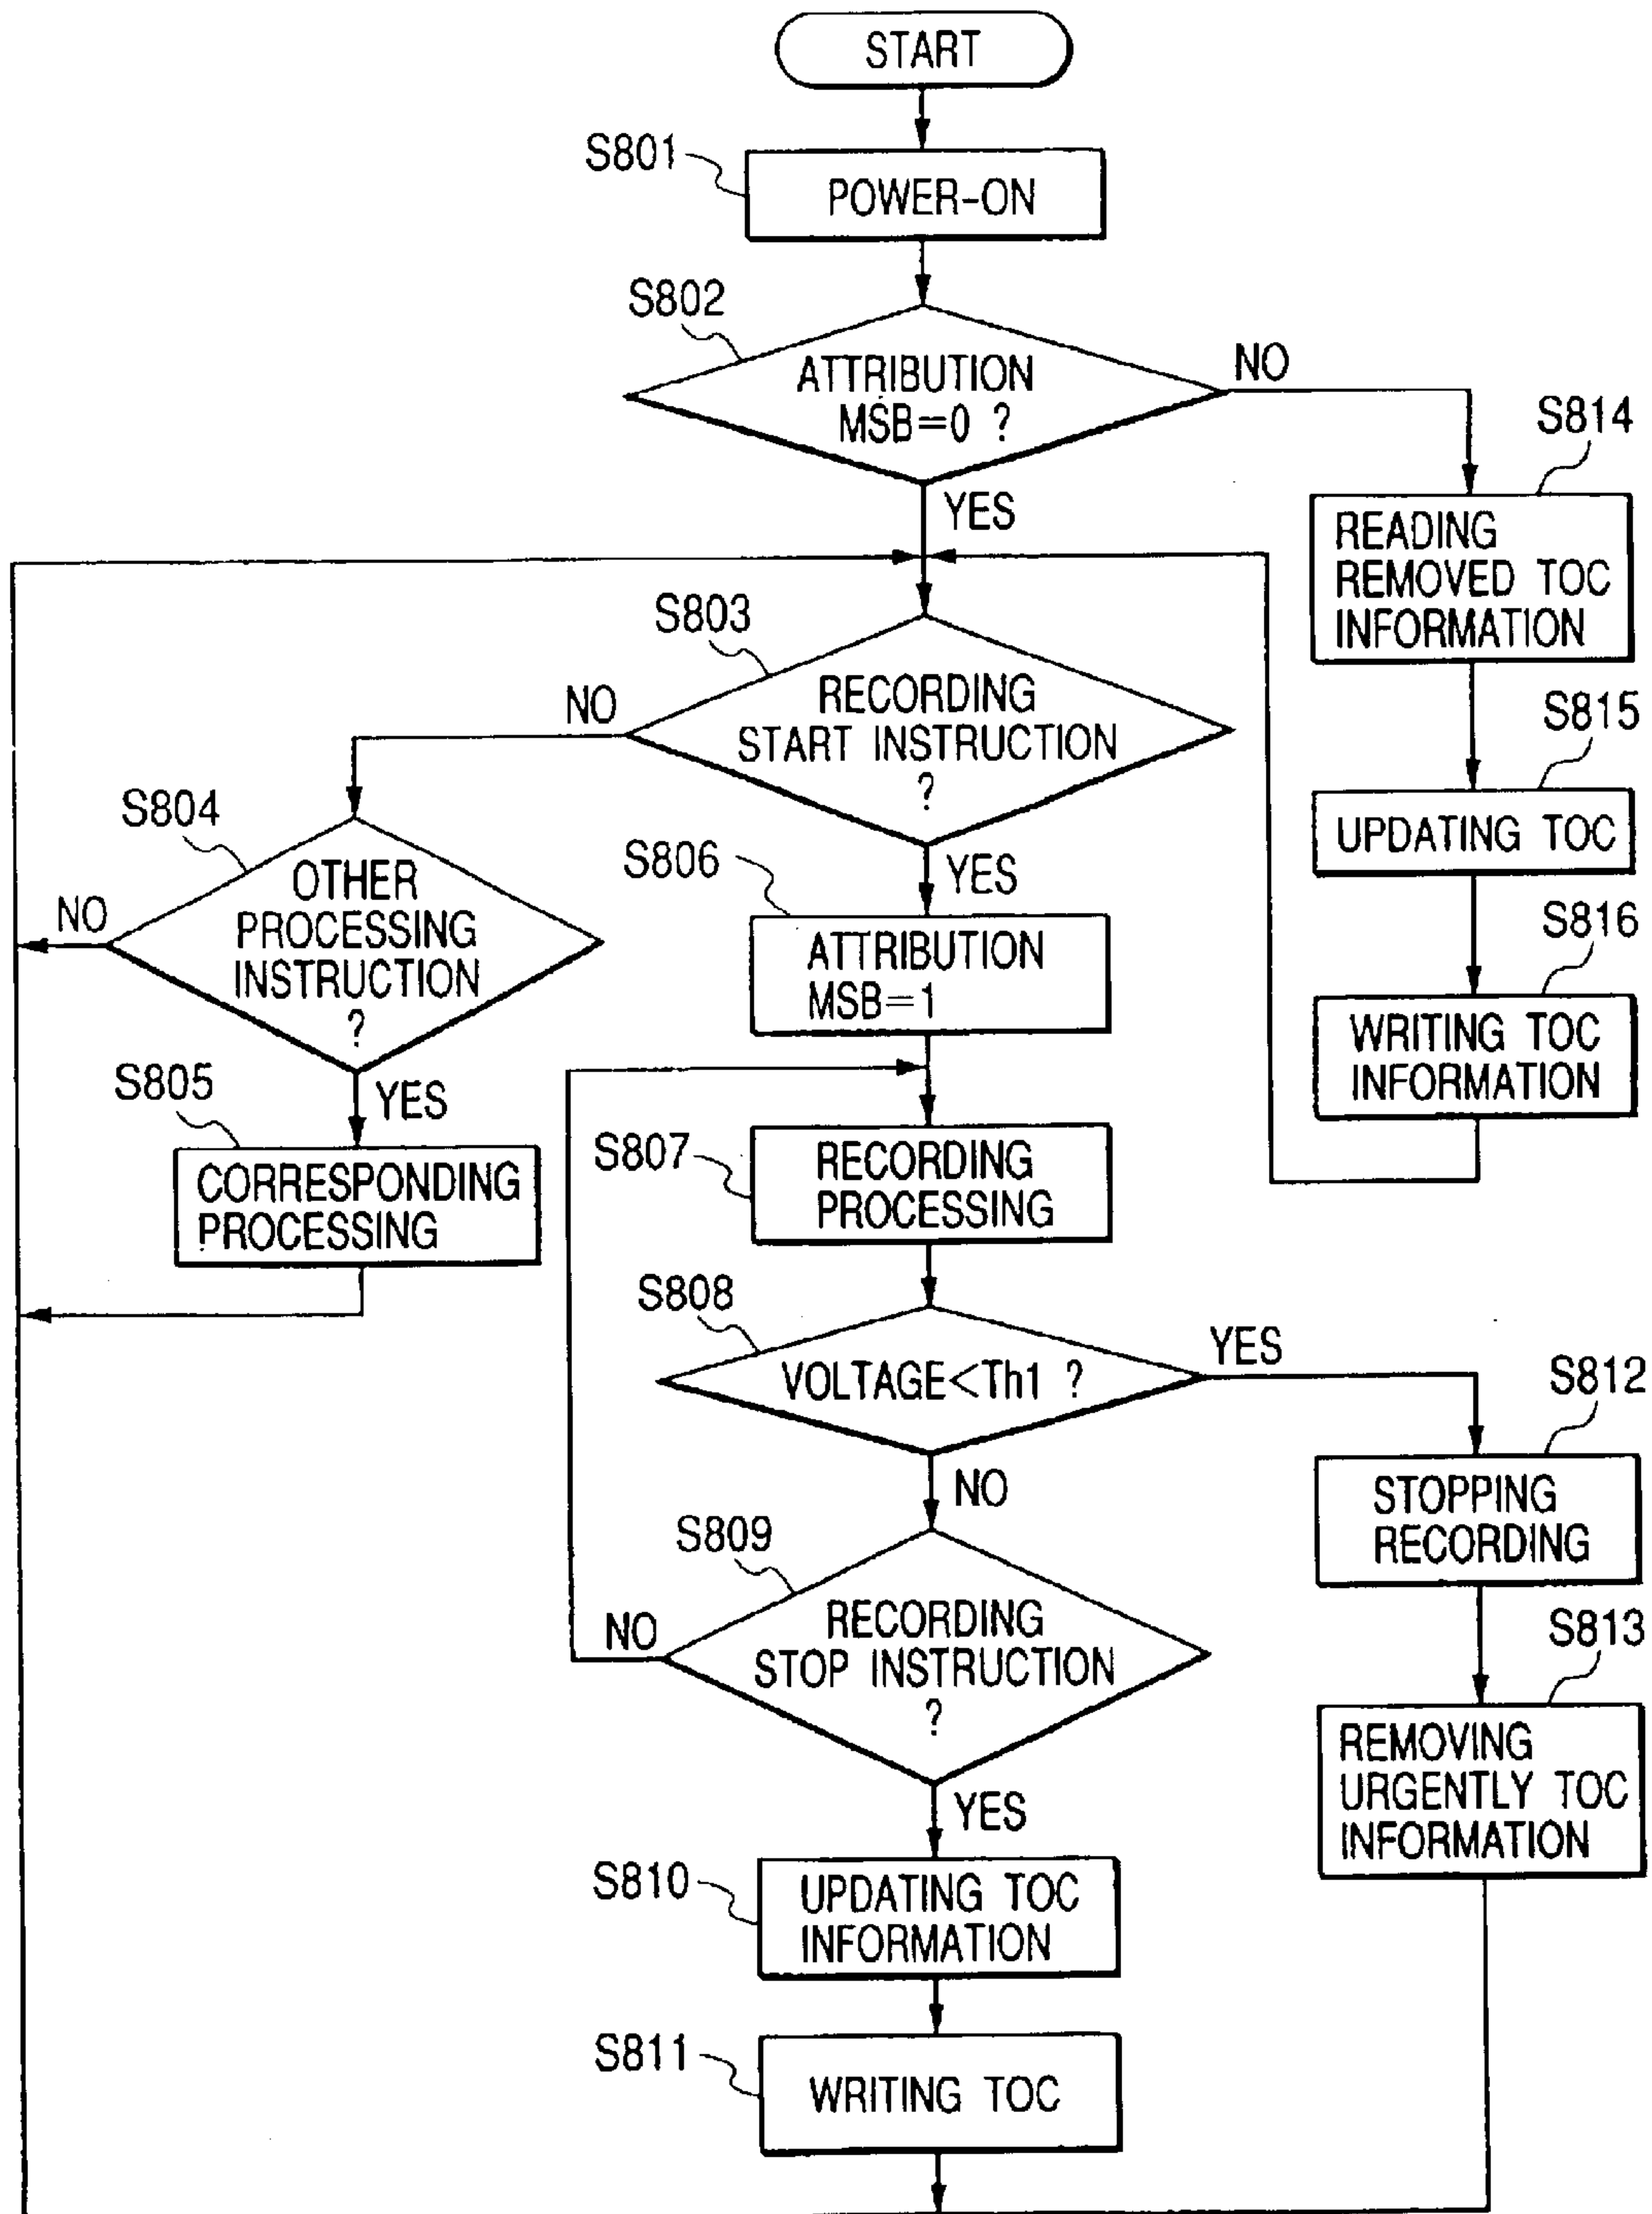 START
S801
POWER-ON
S802
ATTRIBUTION
MSB=0 ?
NO
YES
S814
READING
REMOVED TOC
INFORMATION
S803
RECORDING
START INSTRUCTION
?
NO
YES
S815
UPDATING TOC
S804
OTHER
PROCESSING
INSTRUCTION
?
NO
YES
S806
ATTRIBUTION
MSB=1
S816
WRITING TOC
INFORMATION
S805
CORRESPONDING
PROCESSING
S807
RECORDING
PROCESSING
S808
VOLTAGE<Th1 ?
YES
NO
S812
STOPPING
RECORDING
S809
RECORDING
STOP INSTRUCTION
?
NO
YES
S813
REMOVING
URGENTLY TOC
INFORMATION
S810
UPDATING TOC
INFORMATION
S811
WRITING TOC